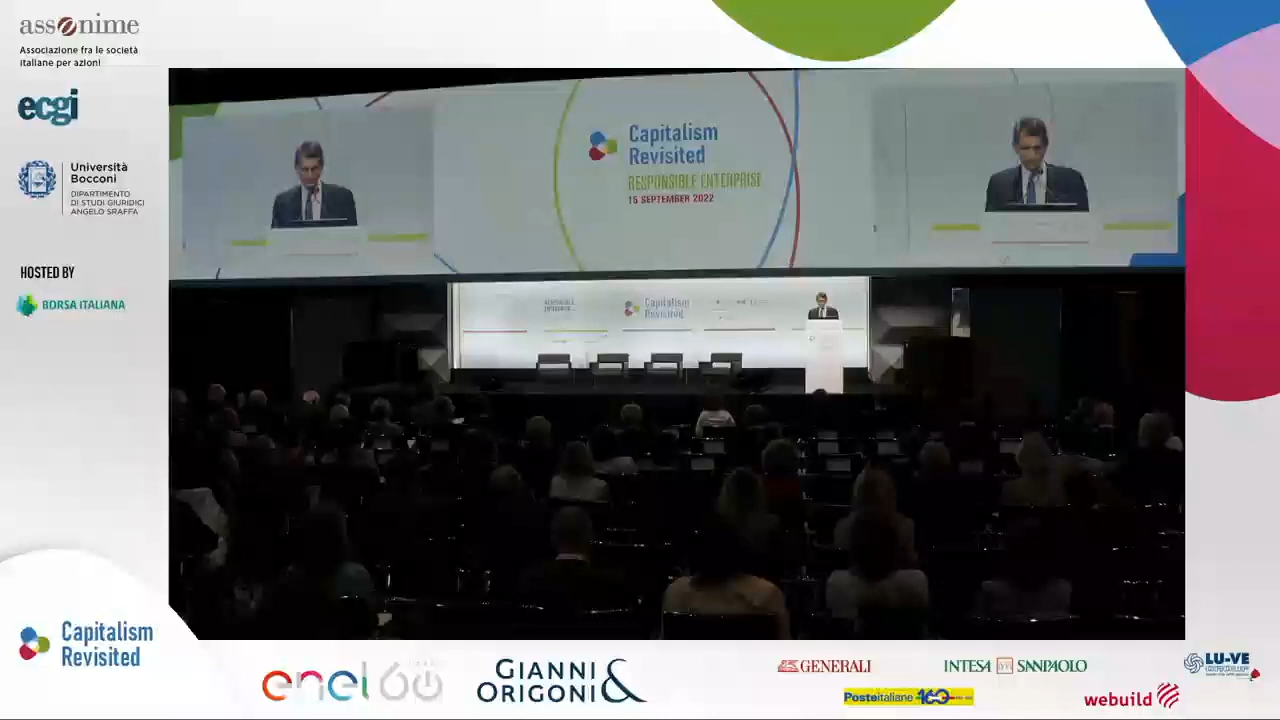 assonime
Associazione fra le società
italiane per azioni
ecgi
Università
Bocconi
DIPARTIMENTO
DI STUDI GIURIDICI
ANGELO SRAFFA
HOSTED BY
BORSA ITALIANA
Capitalism
Revisited
RESPONSIBLE ENTERPRISE
15 SEPTEMBER 2022
Capitalism
Revisited
Capitalism
Revisited
enel 60
GIANNI &
ORIGONI
GENERALI
INTESA SANPAOLO
LU-VE
Posteitaliane 160
webuild